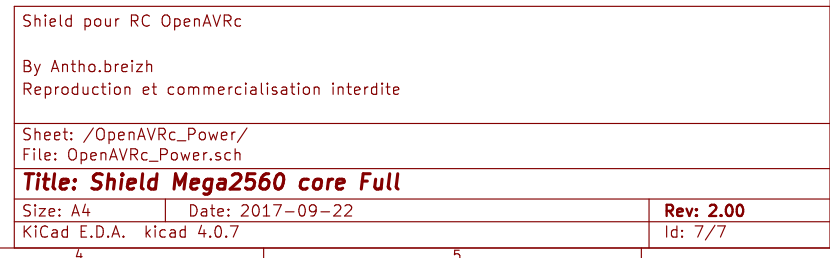 Shield pour RC OpenAVRc
By Antho.breizh
Reproduction et commercialisation interdite
Sheet: /OpenAVRc_Power/
File: OpenAVRc_Power.sch
Title: Shield Mega2560 core Full
Size: A4 Date: 2017-09-22 Rev: 2.00
KiCad E.D.A. kicad 4.0.7 Id: 7/7
4 5